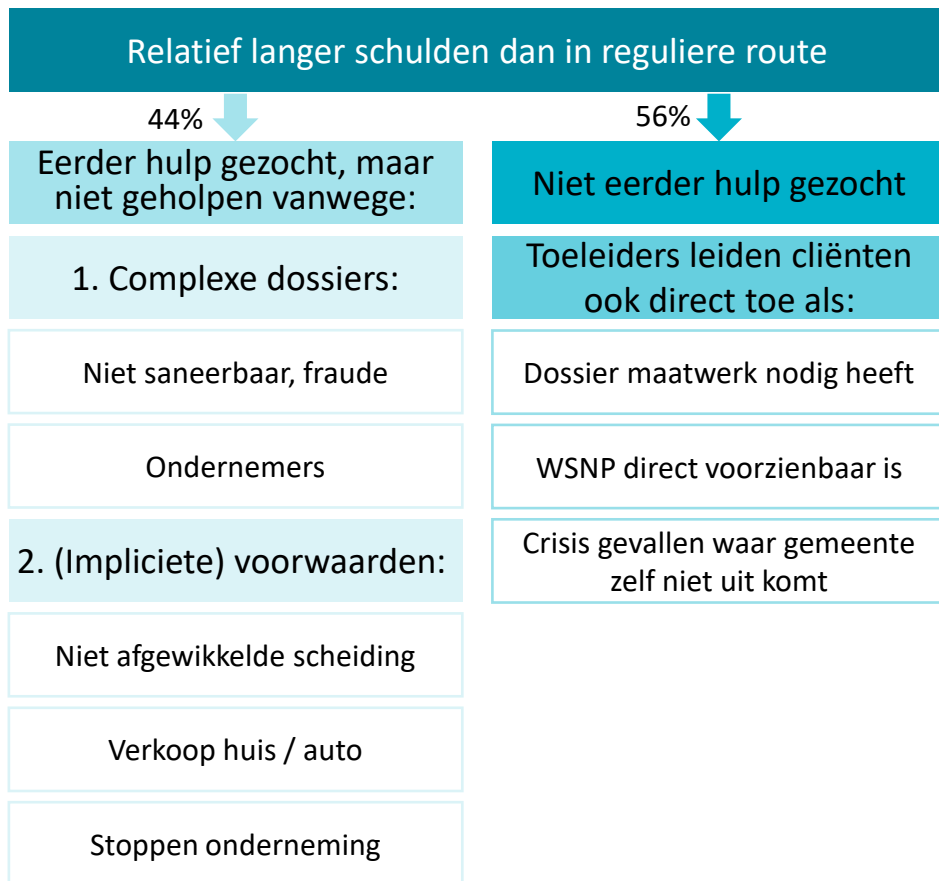 Relatief langer schulden dan in reguliere route
44%
Eerder hulp gezocht, maar
niet geholpen vanwege:
1. Complexe dossiers:
Niet saneerbaar, fraude
Ondernemers
2. (Impliciete) voorwaarden:
Niet afgewikkelde scheiding
Verkoop huis / auto
Stoppen onderneming
56%
Niet eerder hulp gezocht
Toeleiders leiden cliënten
ook direct toe als:
Dossier maatwerk nodig heeft
WSNP direct voorzienbaar is
Crisis gevallen waar gemeente
zelf niet uit komt